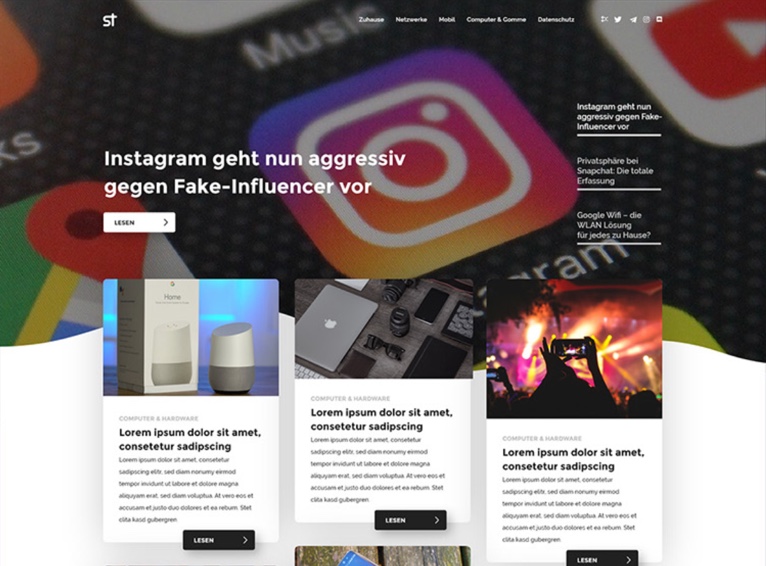 st
Zuhause Netzwerke Mobil Computer & Gomme Datenschutz
Music
ks
Instagram geht nun
aggressiv gegen Fake-
Influencer vor
Instagram geht nun aggressiv
gegen Fake-Influencer vor
LESEN
Privatsphäre bei
Snapchat: Die totale
Erfassung
Google Wifi – die
WLAN Lösung
für jedes zu Hause?
gram
Home
COMPUTER & HARDWARE
Lorem ipsum dolor sit amet,
consetetur sadipscing
Lorem ipsum dolor sit amet, consetetur
sadipscing elitr, sed diam nonumy eirmod
tempor invidunt ut labore et dolore magna
aliquyam erat, sed diam voluptua. At vero eos et
accusam et justo duo dolores et ea rebum. Stet
clita kasd gubergren
LESEN
COMPUTER & HARDWARE
Lorem ipsum dolor sit amet,
consetetur sadipscing
Lorem ipsum dolor sit amet, consetetur
sadipscing elitr, sed diam nonumy eirmod
tempor invidunt ut labore et dolore magna
aliquyam erat, sed diam voluptua. At vero eos et
accusam et justo duo dolores et ea rebum. Stet
clita kasd gubergren
LESEN
COMPUTER & HARDWARE
Lorem ipsum dolor sit amet,
consetetur sadipscing
Lorem ipsum dolor sit amet, consetetur
sadipscing elitr, sed diam nonumy eirmod
tempor invidunt ut labore et dolore magna
aliquyam erat, sed diam voluptua. At vero eos et
accusam et justo duo dolores et ea rebum. Stet
clita kasd gubergren
LESEN